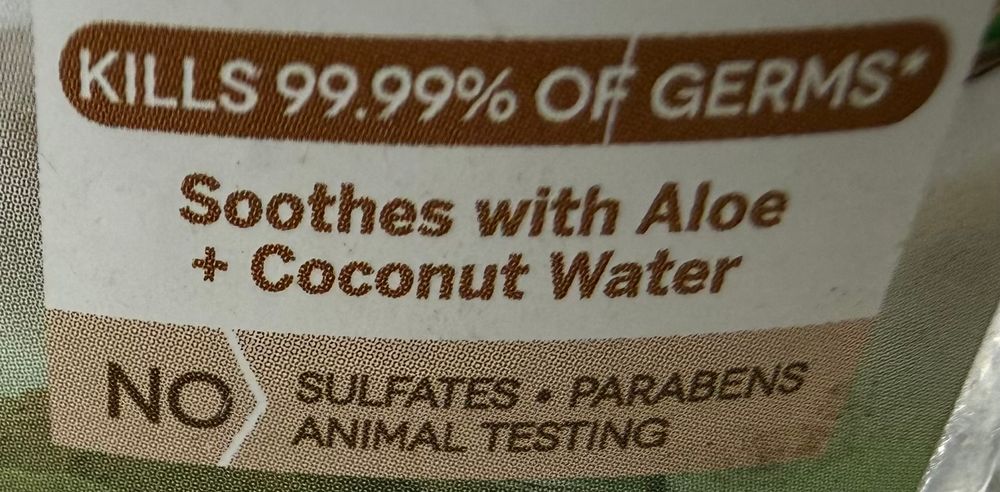 KILLS 99.99% OF GERMS*
Soothes with Aloe
+ Coconut Water
NO
SULFATES • PARABENS
ANIMAL TESTING